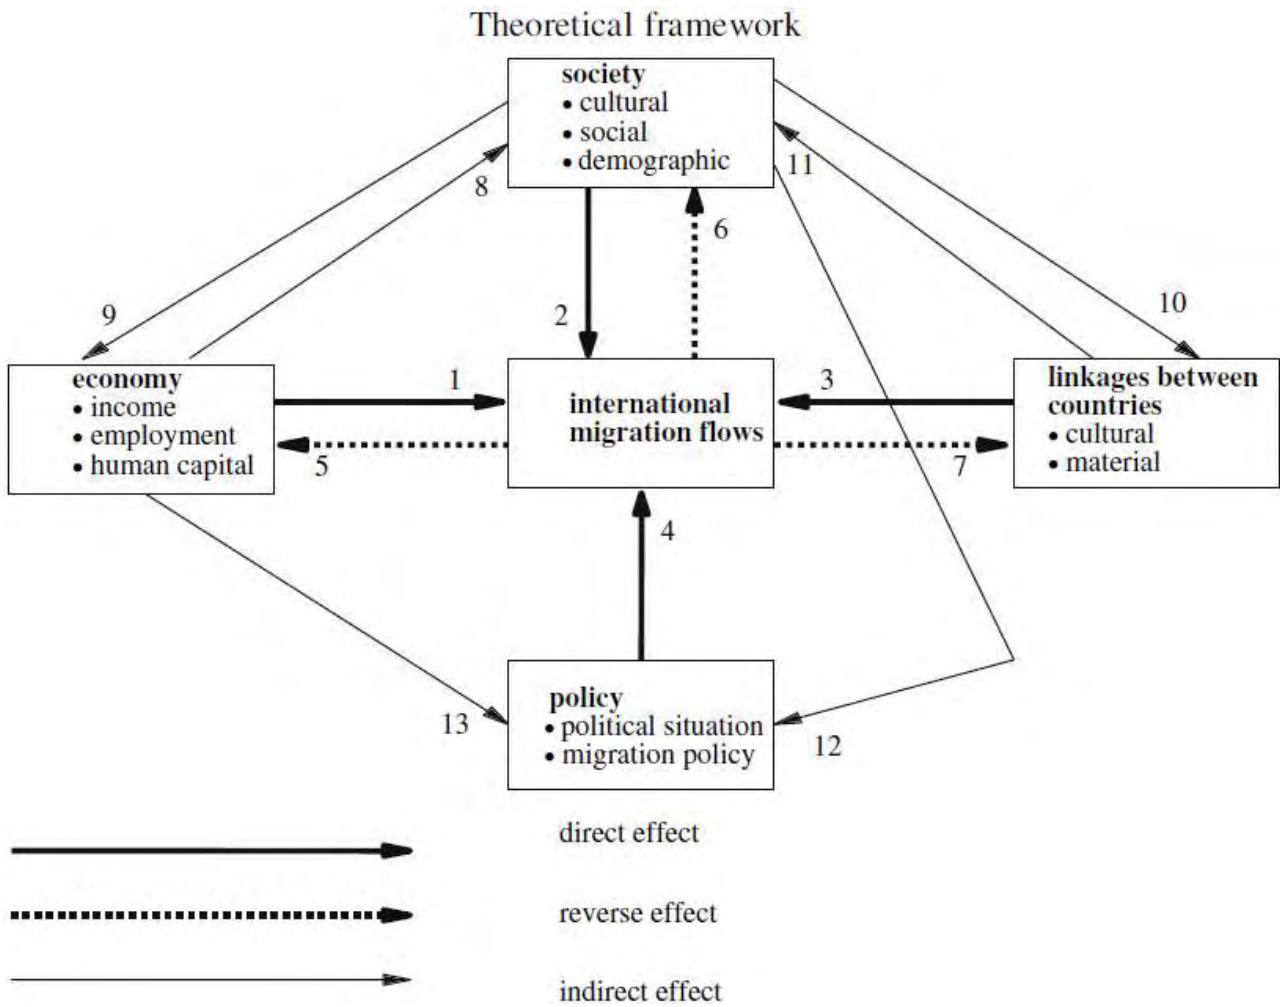 Theoretical framework
society
• cultural
• social
• demographic
8
11
6
9
2
10
economy
• income
• employment
• human capital
1
5
international
migration flows
3
7
linkages between
countries
• cultural
• material
4
13
policy
• political situation
• migration policy
12
direct effect
reverse effect
indirect effect